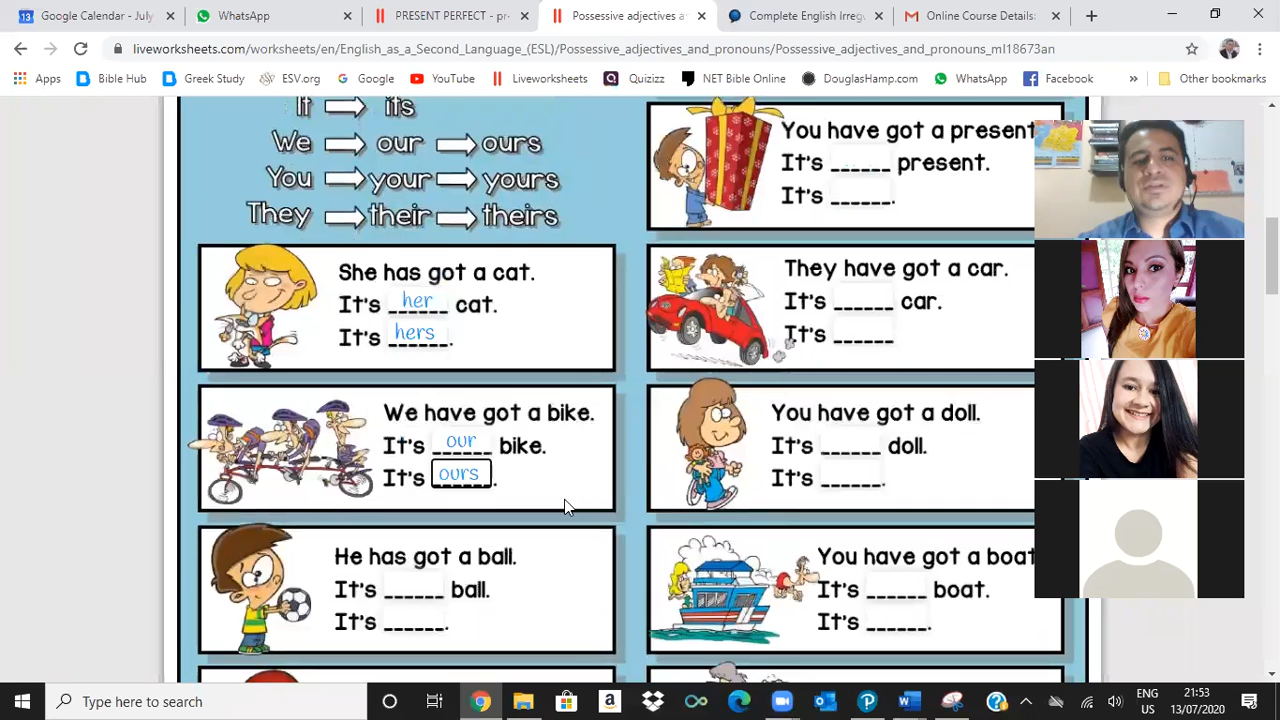 Google Calendar - July
WhatsApp
PRESENT PERFECT - pr
Possessive adjectives a
Complete English Irregu
Online Course Details:
liveworksheets.com/worksheets/en/English_as_a_Second_Language_(ESL)/Possessive_adjectives_and_pronouns/Possessive_adjectives_and_pronouns_ml18673an
Apps
Bible Hub
Greek Study
ESV.org
Google
YouTube
Liveworksheets
Quizizz
NET Bible Online
DouglasHamp.com
WhatsApp
Facebook
»
Other bookmarks
It its
We our ours
You your yours
They their theirs
She has got a cat.
It's her cat.
It's hers.
We have got a bike.
It's our bike.
It's ours.
He has got a ball.
It's ______ ball.
It's ______.
You have got a present
It's ______ present.
It's ______.
They have got a car.
It's ______ car.
It's ______
You have got a doll.
It's ______ doll.
It's ______.
You have got a boat
It's ______ boat.
It's ______.
Type here to search
ENG
US
21:53
13/07/2020